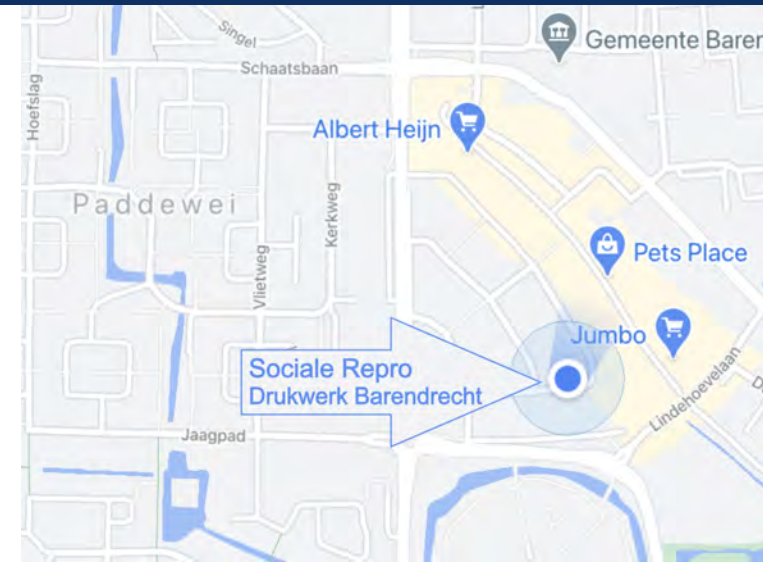 Singel
Gemeente Baren
Schaatsbaan
Hoefslag
Albert Heijn
Paddewei
Kerkweg
Vlietweg
Pets Place
Jumbo
Sociale Repro
Drukwerk Barendrecht
Lindehoevelaan
Jaagpad